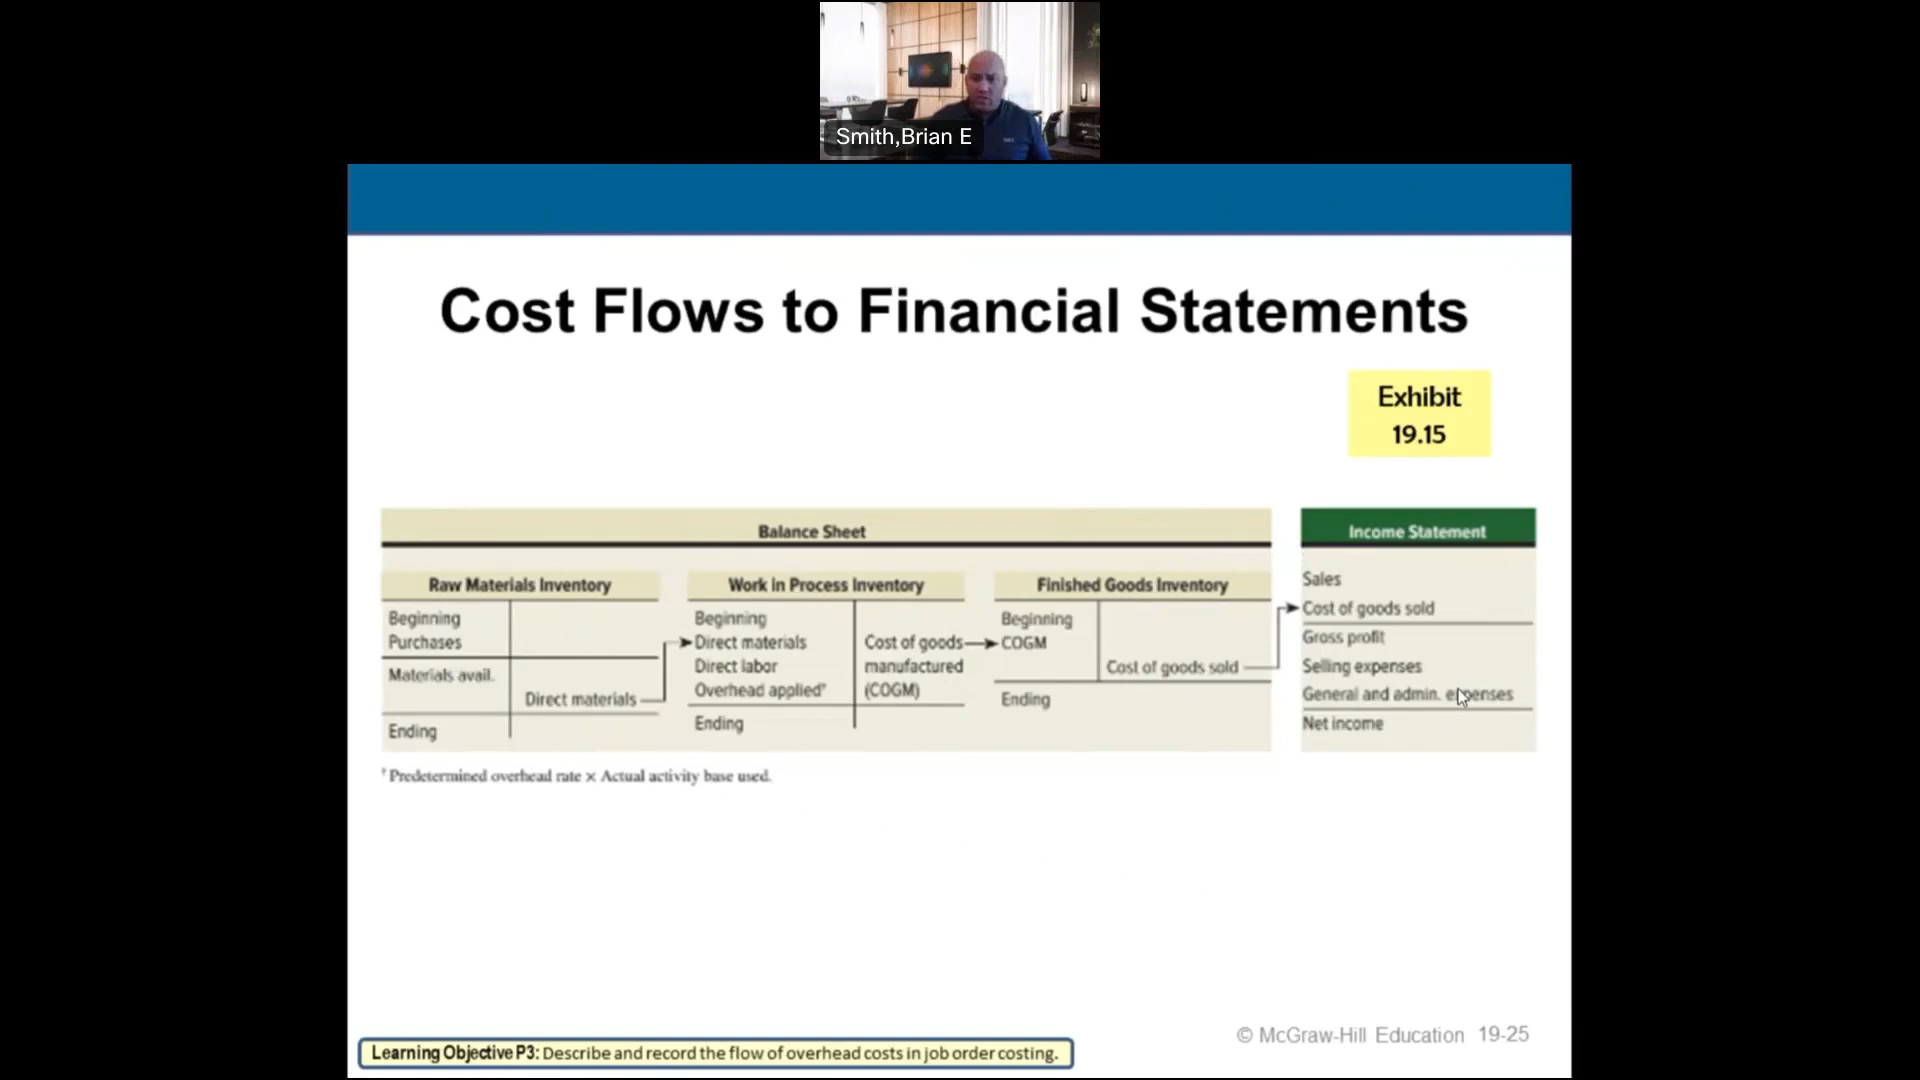 Smith,Brian E
Cost Flows to Financial Statements
Exhibit
19.15
Balance Sheet
Raw Materials Inventory
Beginning
Purchases
Materials avail.
Direct materials
Ending
Work in Process Inventory
Beginning
Direct materials
Direct labor
Overhead applied†
Ending
Cost of goods
manufactured
(COGM)
Finished Goods Inventory
Beginning
COGM
Cost of goods sold
Ending
Income Statement
Sales
Cost of goods sold
Gross profit
Selling expenses
General and admin. expenses
Net income
† Predetermined overhead rate × Actual activity base used.
© McGraw-Hill Education 19-25
Learning Objective P3: Describe and record the flow of overhead costs in job order costing.